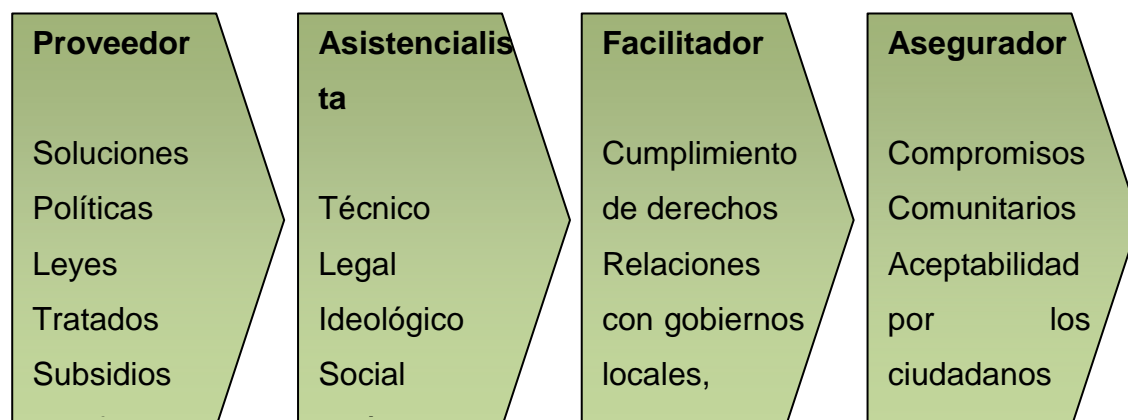 Proveedor
Soluciones
Políticas
Leyes
Tratados
Subsidios
Asistencialis
ta
Técnico
Legal
Ideológico
Social
Facilitador
Cumplimiento
de derechos
Relaciones
con gobiernos
locales,
Asegurador
Compromisos
Comunitarios
Aceptabilidad
por los
ciudadanos